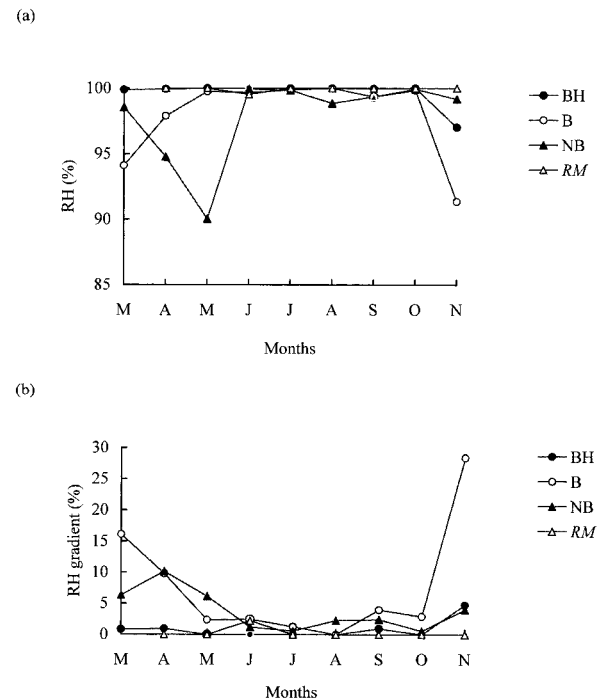 (a)
100
95
90
85
RH (%)
M A M J J A S O N
Months
BH
B
NB
RM
(b)
30
25
20
15
10
5
0
RH gradient (%)
M A M J J A S O N
Months
BH
B
NB
RM